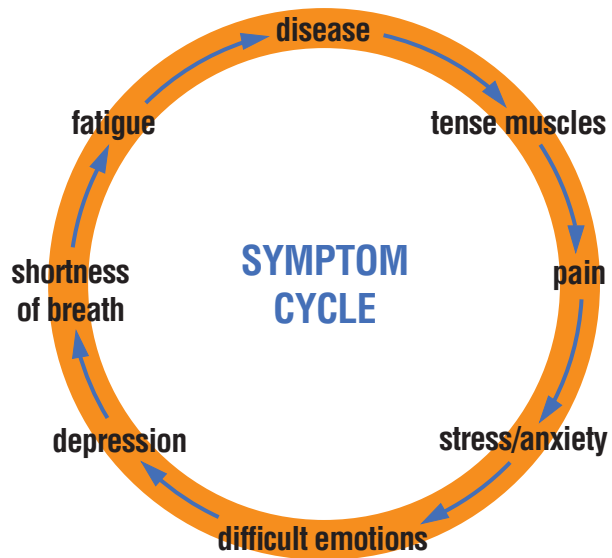 disease
tense muscles
pain
stress/anxiety
difficult emotions
depression
shortness
of breath
fatigue
SYMPTOM
CYCLE